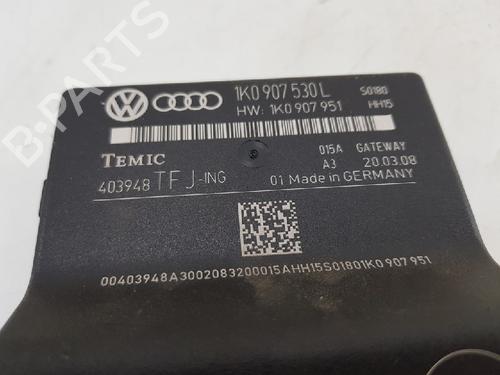 1K0 907 530 L S0180
HW: 1K0 907 951 HH15
TEMIC 015A GATEWAY
A3 20.03.08
403948 TFJ-ING 01 Made in GERMANY
00403948A3002083200015AHH15S01801K0 907 951
B-PARTS